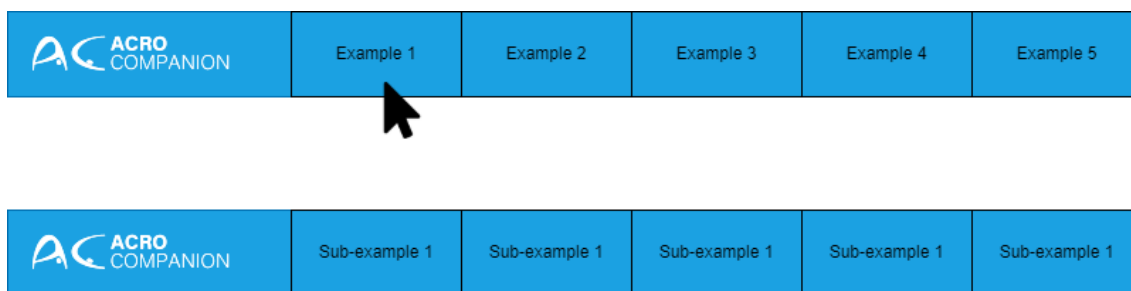 ACRO
COMPANION
Example 1
Example 2
Example 3
Example 4
Example 5
ACRO
COMPANION
Sub-example 1
Sub-example 1
Sub-example 1
Sub-example 1
Sub-example 1